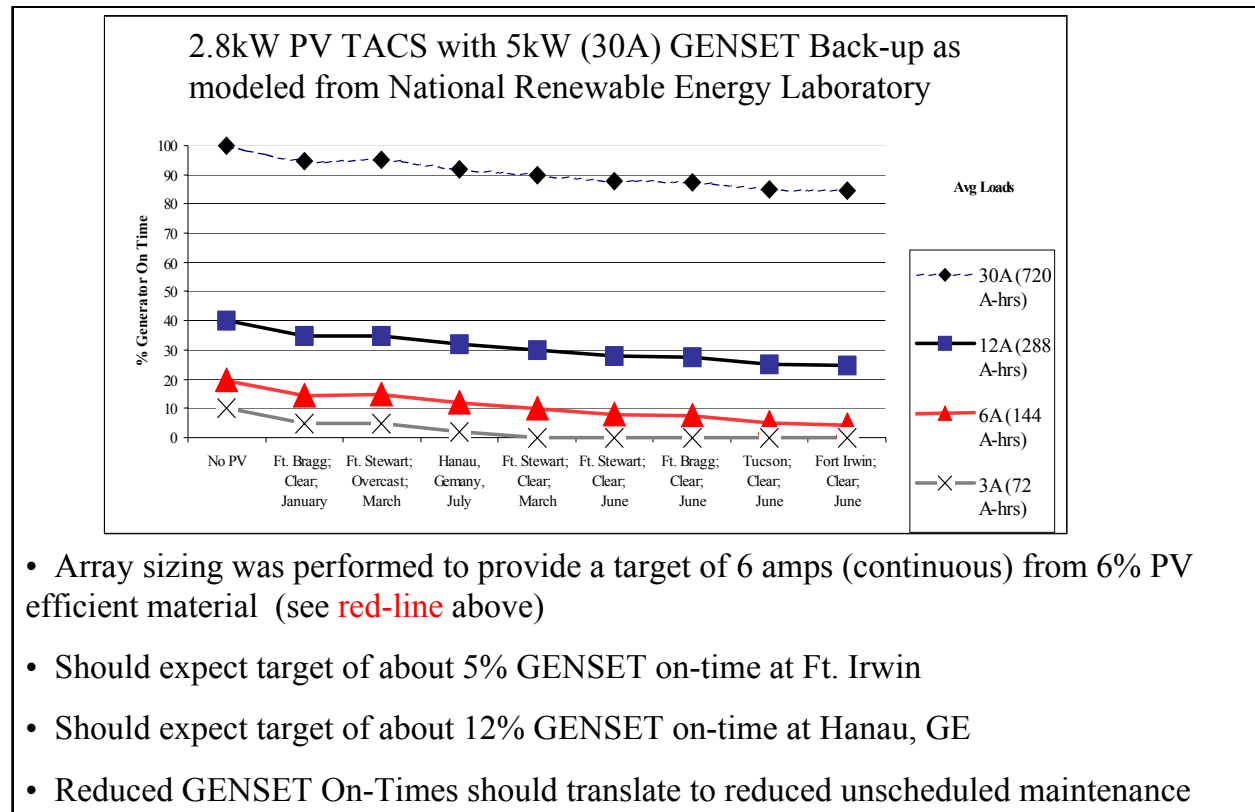 2.8kW PV TACS with 5kW (30A) GENSET Back-up as
modeled from National Renewable Energy Laboratory
% Generator On Time
100
90
80
70
60
50
40
30
20
10
0
No PV
Ft. Bragg;
Clear;
January
Ft. Stewart;
Overcast;
March
Hanau,
Gemany,
July
Ft. Stewart;
Clear;
March
Ft. Stewart;
Clear;
June
Ft. Bragg;
Clear;
June
Tucson;
Clear;
June
Fort Irwin;
Clear;
June
Avg Loads
30A (720
A-hrs)
12A (288
A-hrs)
6A (144
A-hrs)
3A (72
A-hrs)
• Array sizing was performed to provide a target of 6 amps (continuous) from 6% PV
efficient material (see red-line above)
• Should expect target of about 5% GENSET on-time at Ft. Irwin
• Should expect target of about 12% GENSET on-time at Hanau, GE
• Reduced GENSET On-Times should translate to reduced unscheduled maintenance